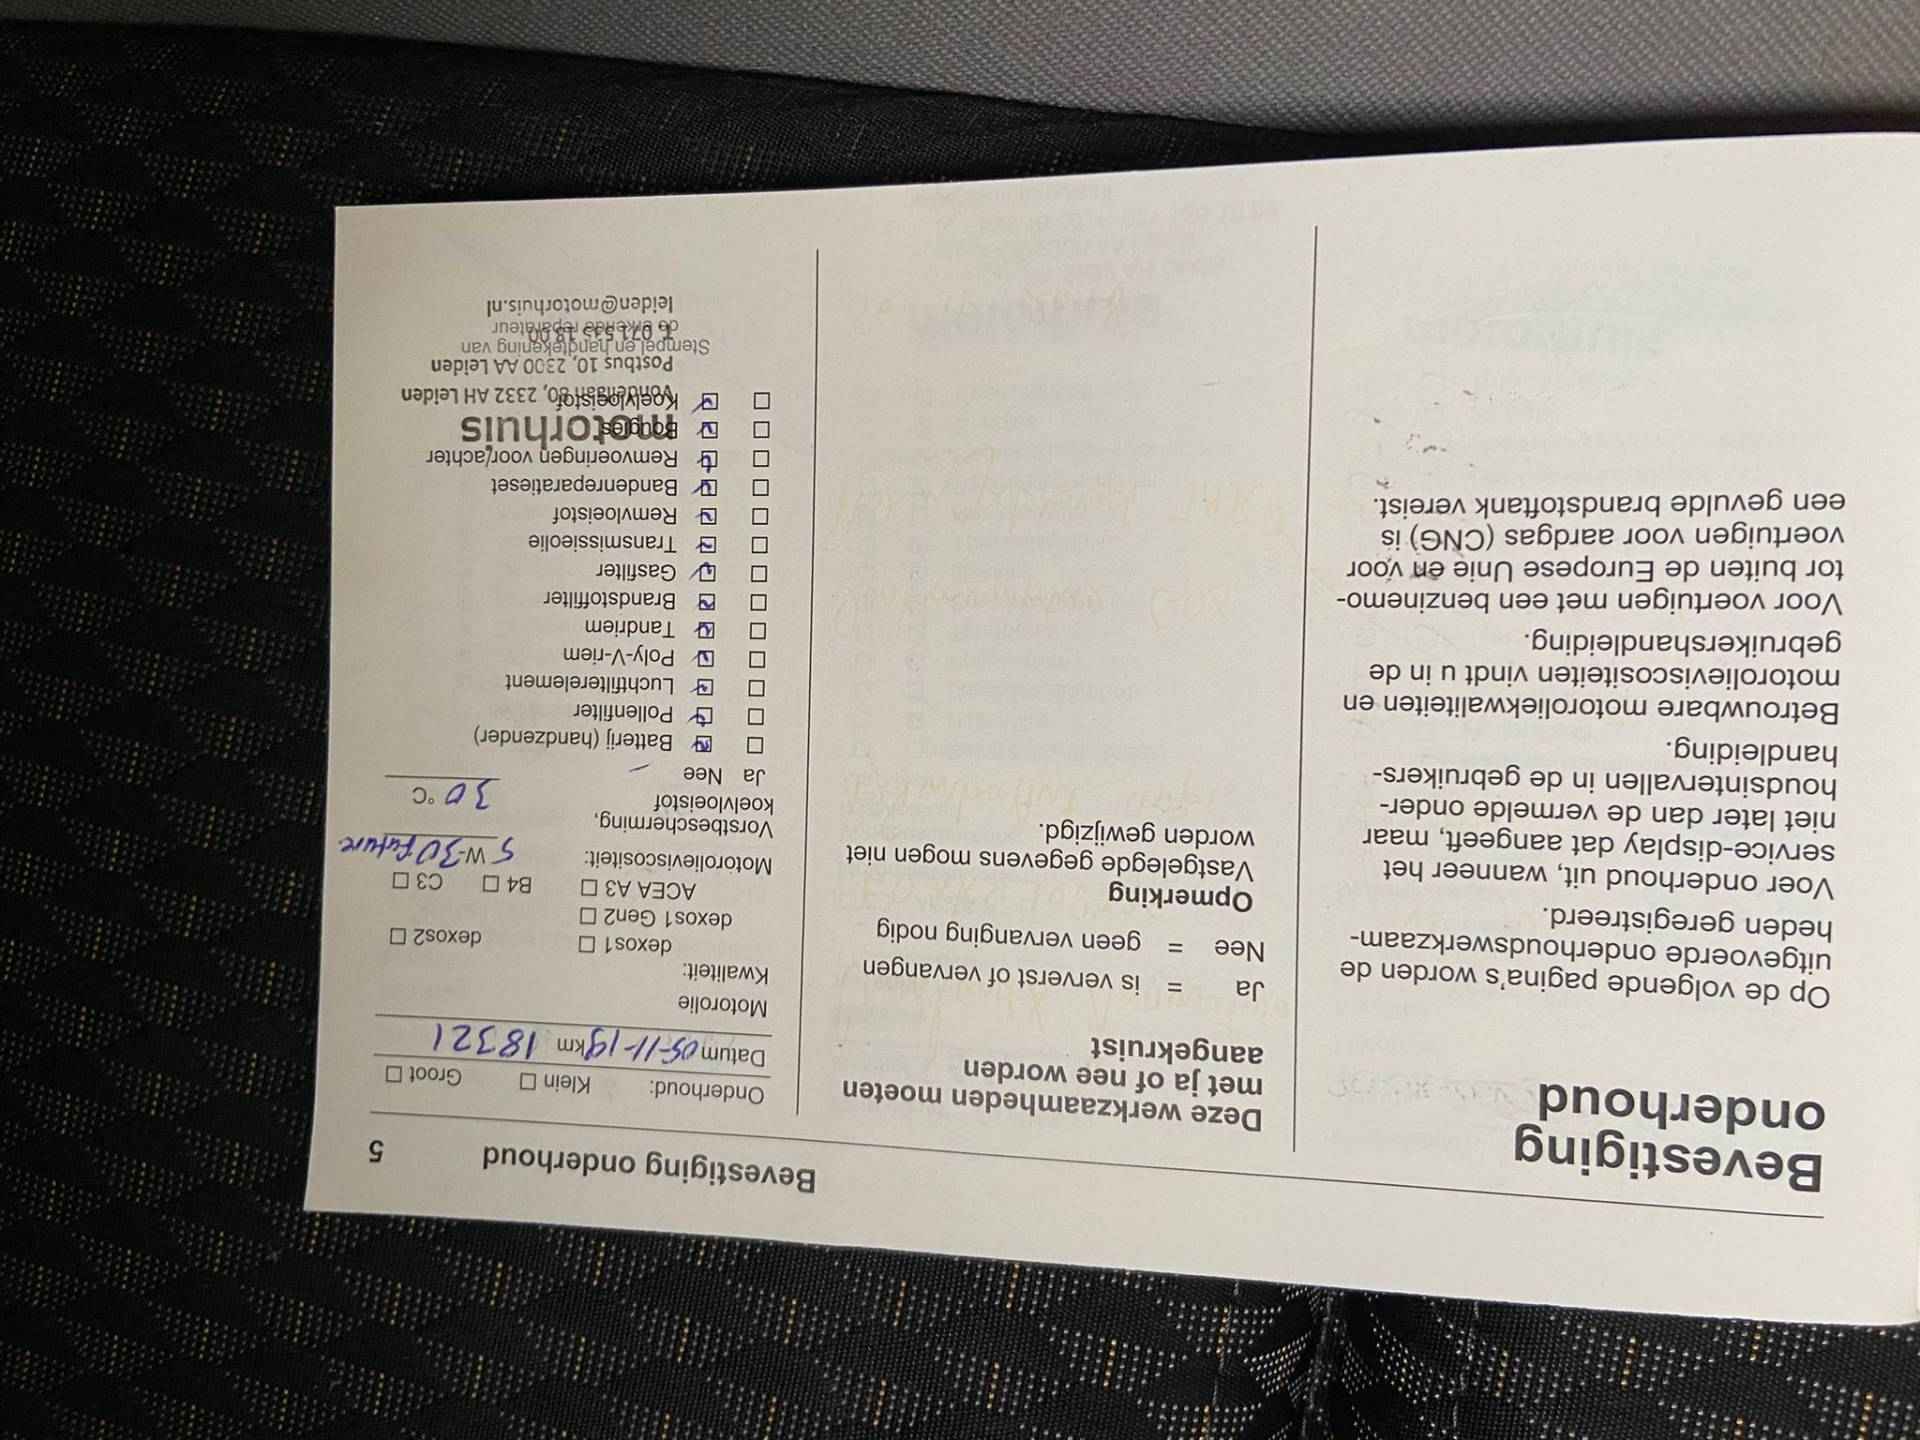 Bevestiging onderhoud 5
Bevestiging
onderhoud
Op de volgende pagina's worden de
uitgevoerde onderhoudswerkzaam-
heden geregistreerd.
Voer onderhoud uit, wanneer het
service-display dat aangeeft, maar
niet later dan de vermelde onder-
houdsintervallen in de gebruikers-
handleiding.
Betrouwbare motoroliekwaliteiten en
motorolieviscositeiten vindt u in de
gebruikershandleiding.
Voor voertuigen met een benzinemo-
tor buiten de Europese Unie en voor
voertuigen voor aardgas (CNG) is
een gevulde brandstoftank vereist.
Deze werkzaamheden moeten
met ja of nee worden
aangekruist
Ja = is ververst of vervangen
Nee = geen vervanging nodig
Opmerking
Vastgelegde gegevens mogen niet
worden gewijzigd.
Onderhoud: Klein ☐ Groot ☐
Datum 05-11-19 km 18321
Motorolie
Kwaliteit:
dexos1 ☐ dexos2 ☐
dexos1 Gen2 ☐
ACEA A3 ☐ B4 ☐ C3 ☐
Motorolieviscositeit: 5 W-30 Future
Vorstbescherming,
koelvloeistof 30 °C
Ja Nee
☐ ☑ Batterij (handzender)
☐ ☑ Pollenfilter
☐ ☑ Luchtfilterelement
☐ ☑ Poly-V-riem
☐ ☑ Tandriem
☐ ☑ Brandstoffilter
☐ ☑ Gasfilter
☐ ☑ Transmissieolie
☐ ☑ Remvloeistof
☐ ☑ Bandenreparatieset
☐ ☑ Remvoeringen voor/achter
☐ ☑ Bougies
motorhuis
☐ ☑ Koelvloeistof
Vondellaan 80, 2332 AH Leiden
Postbus 10, 2300 AA Leiden
Stempel en handtekening van
T. 071 535 18 00
de erkende reparateur
leiden@motorhuis.nl